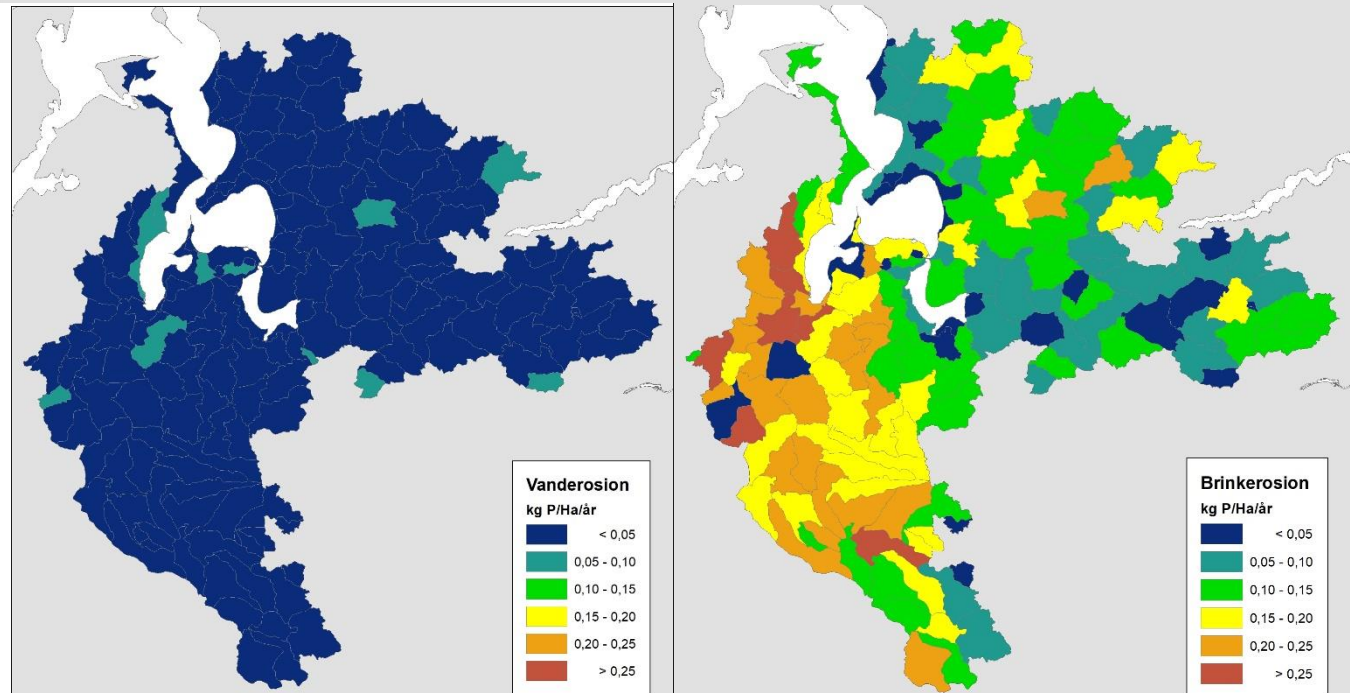 Vanderosion
kg P/Ha/år
< 0,05
0,05 - 0,10
0,10 - 0,15
0,15 - 0,20
0,20 - 0,25
> 0,25
Brinkerosion
kg P/Ha/år
< 0,05
0,05 - 0,10
0,10 - 0,15
0,15 - 0,20
0,20 - 0,25
> 0,25